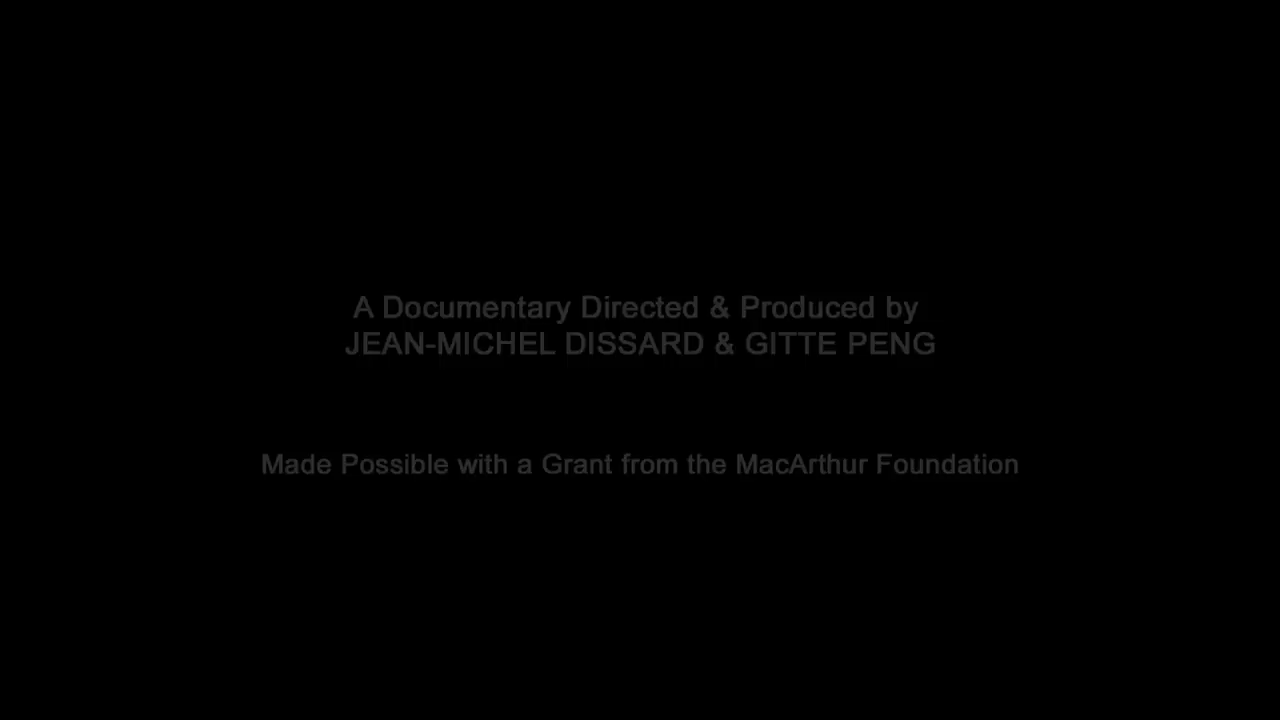 A Documentary Directed & Produced by
JEAN-MICHEL DISSARD & GITTE PENG
Made Possible with a Grant from the MacArthur Foundation